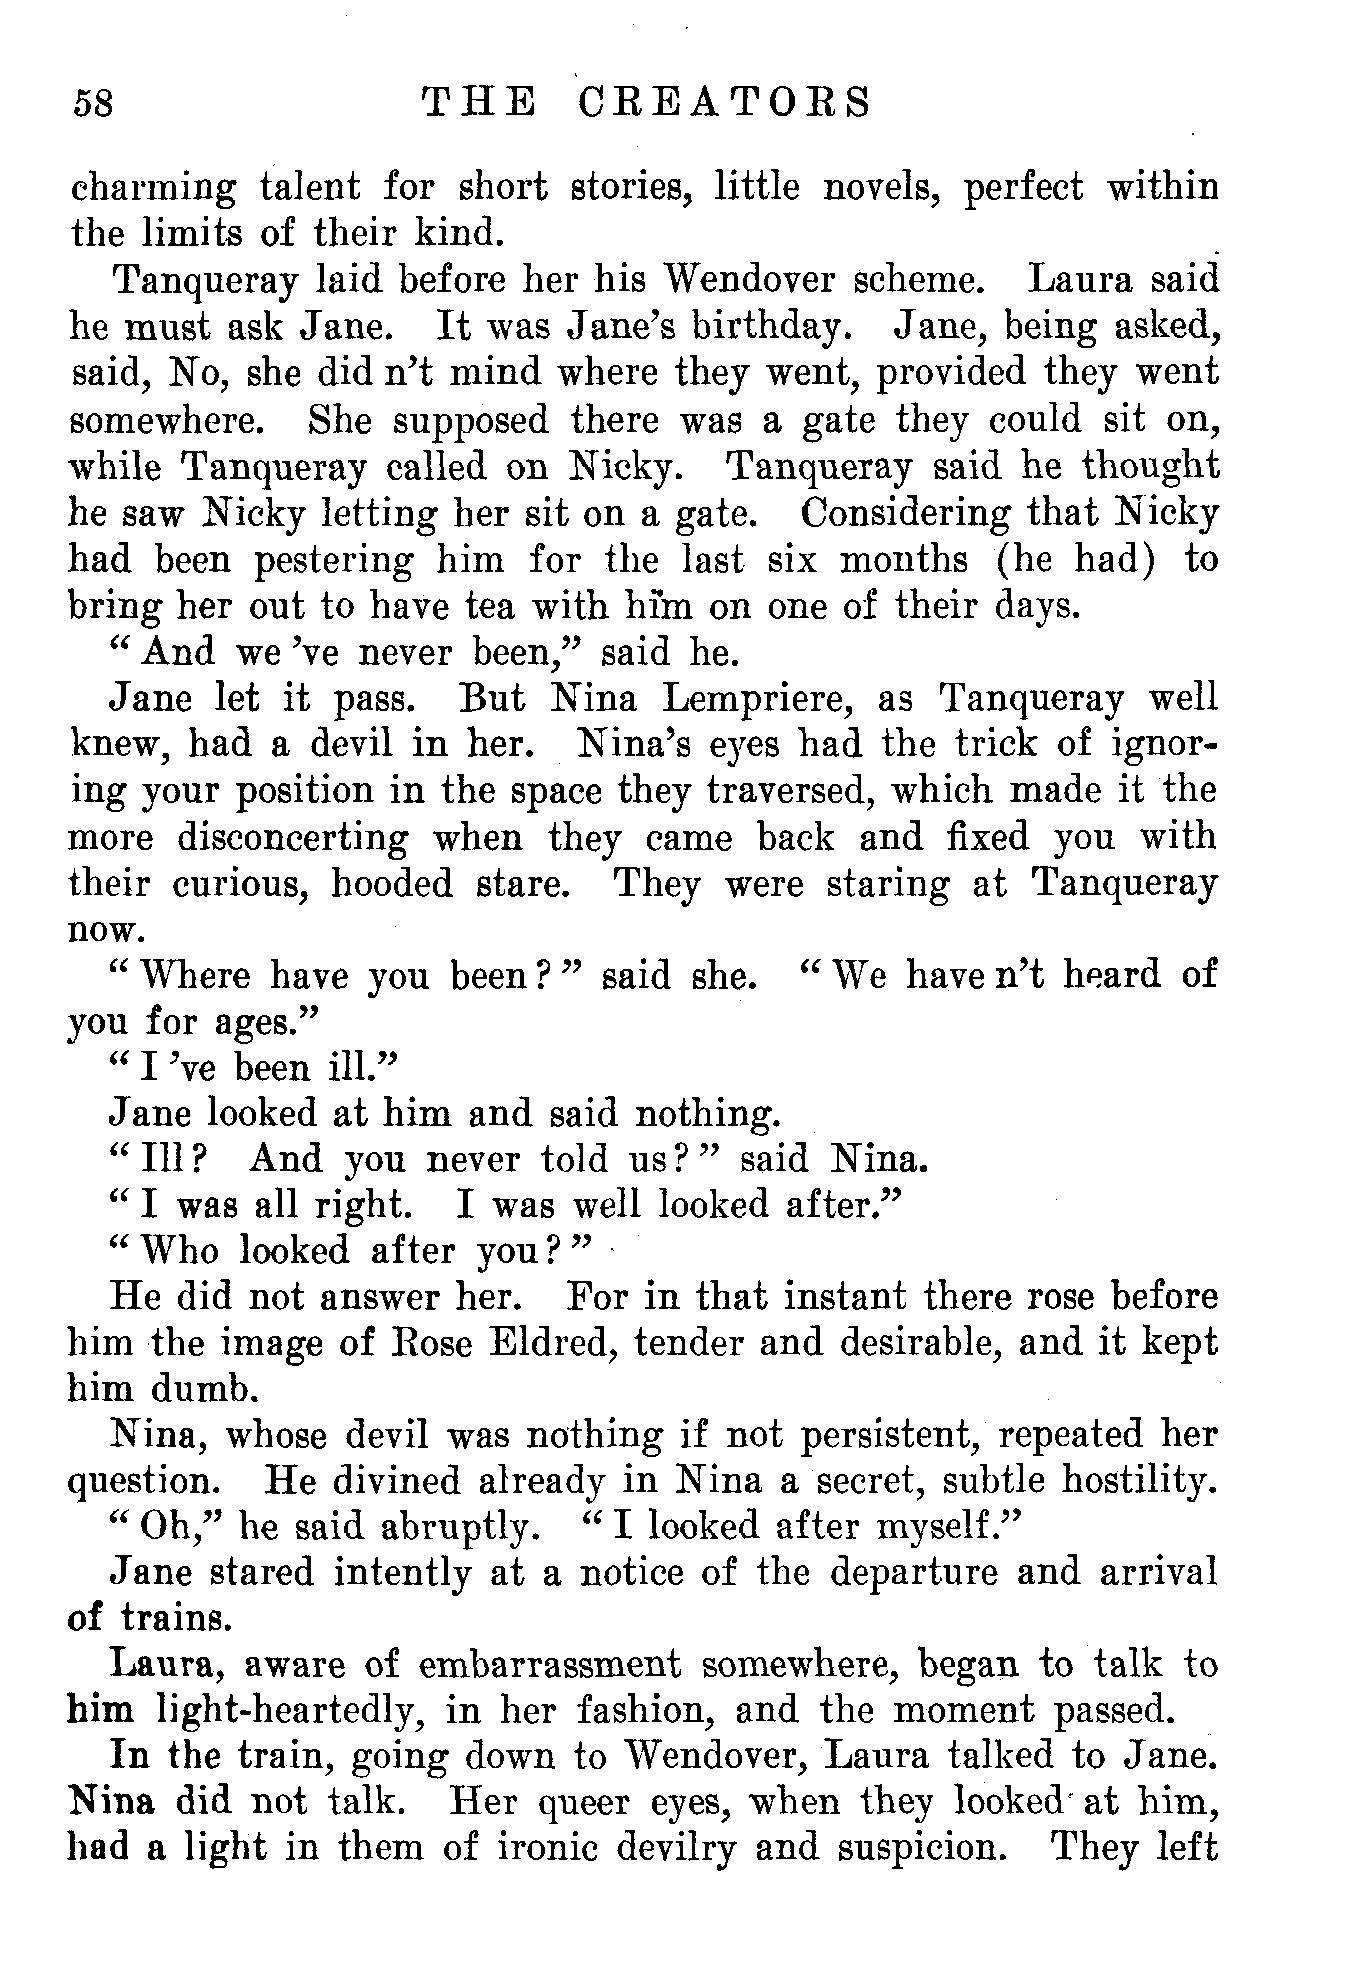 58 THE CREATORS
charming talent for short stories, little novels, perfect within
the limits of their kind.
Tanqueray laid before her his Wendover scheme. Laura said
he must ask Jane. It was Jane's birthday. Jane, being asked,
said, No, she did n't mind where they went, provided they went
somewhere. She supposed there was a gate they could sit on,
while Tanqueray called on Nicky. Tanqueray said he thought
he saw Nicky letting her sit on a gate. Considering that Nicky
had been pestering him for the last six months (he had) to
bring her out to have tea with him on one of their days.
“ And we 've never been,” said he.
Jane let it pass. But Nina Lempriere, as Tanqueray well
knew, had a devil in her. Nina's eyes had the trick of ignor-
ing your position in the space they traversed, which made it the
more disconcerting when they came back and fixed you with
their curious, hooded stare. They were staring at Tanqueray
now.
“ Where have you been? ” said she. “ We have n't heard of
you for ages.”
“ I 've been ill.”
Jane looked at him and said nothing.
“ Ill? And you never told us? ” said Nina.
“ I was all right. I was well looked after.”
“ Who looked after you? ”
He did not answer her. For in that instant there rose before
him the image of Rose Eldred, tender and desirable, and it kept
him dumb.
Nina, whose devil was nothing if not persistent, repeated her
question. He divined already in Nina a secret, subtle hostility.
“ Oh,” he said abruptly. “ I looked after myself.”
Jane stared intently at a notice of the departure and arrival
of trains.
Laura, aware of embarrassment somewhere, began to talk to
him light-heartedly, in her fashion, and the moment passed.
In the train, going down to Wendover, Laura talked to Jane.
Nina did not talk. Her queer eyes, when they looked at him,
had a light in them of ironic devilry and suspicion. They left